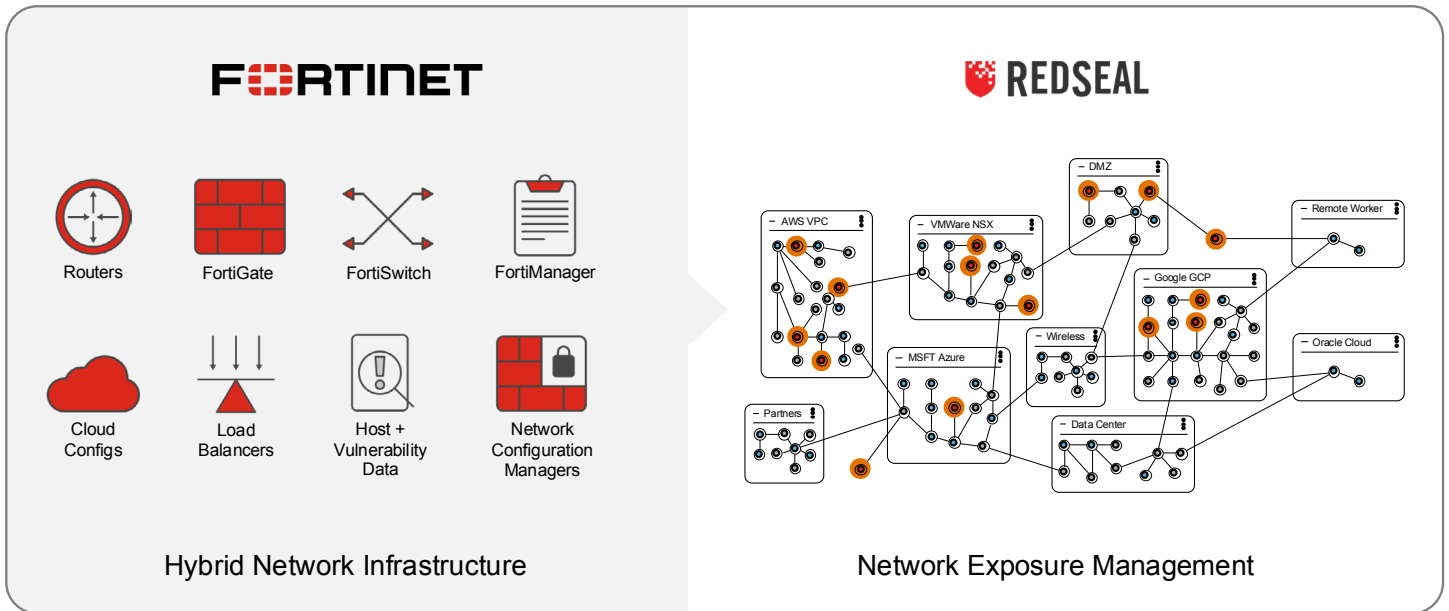 FORTINET
REDSEAL
Routers
FortiGate
FortiSwitch
FortiManager
Cloud
Configs
Load
Balancers
Host +
Vulnerability
Data
Network
Configuration
Managers
– AWS VPC
– VMWare NSX
– DMZ
– Remote Worker
– Google GCP
– Wireless
– MSFT Azure
– Oracle Cloud
– Partners
– Data Center
Hybrid Network Infrastructure
Network Exposure Management